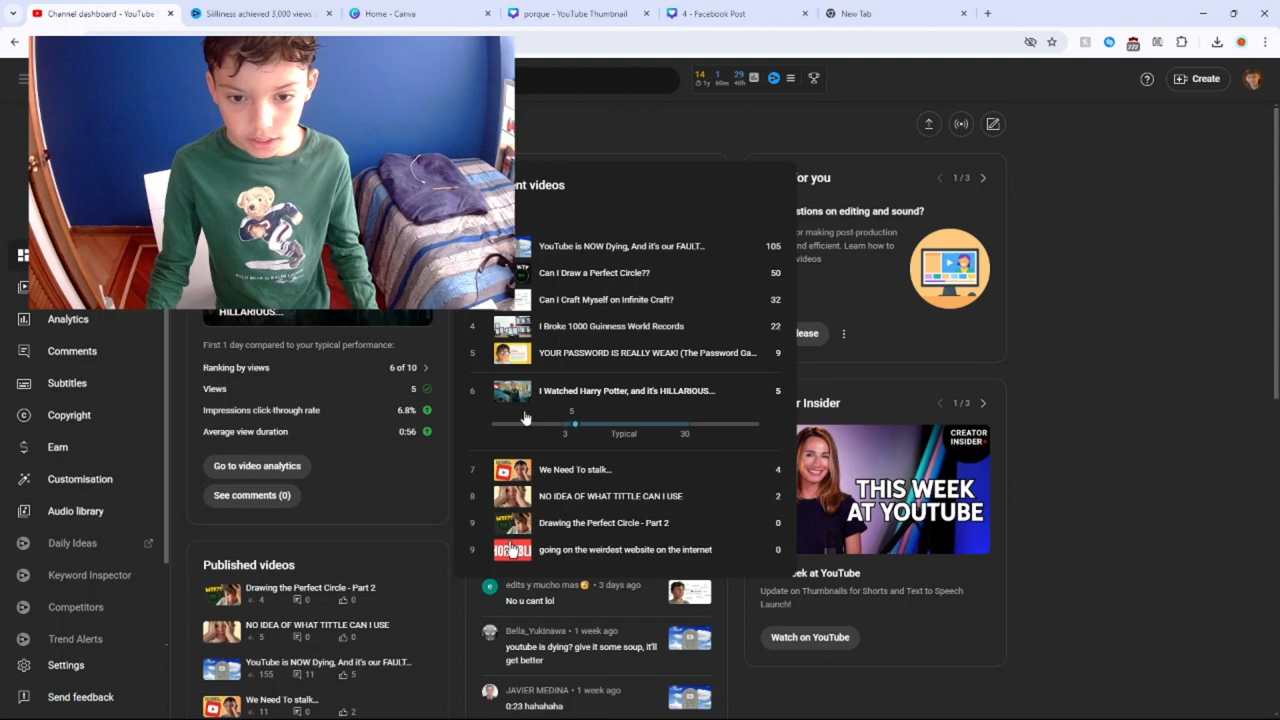 Channel dashboard - YouTube
Silliness achieved 3,000 views
Home - Canva
porque - YouTube Thumbnail
4 - Facebook Post
New Tab
222
14 1 29
1y 60m 48h
Create
ent videos
or you
1 / 3
stions on editing and sound?
or making post-production
and efficient. Learn how to
videos
YouTube is NOW Dying, And it's our FAULT... 105
Can I Draw a Perfect Circle?? 50
Can I Craft Myself on Infinite Craft? 32
4 I Broke 1000 Guinness World Records 22
5 YOUR PASSWORD IS REALLY WEAK! (The Password Ga... 9
6 I Watched Harry Potter, and it's HILLARIOUS... 5
5
3 Typical 30
7 We Need To stalk... 4
8 NO IDEA OF WHAT TITTLE CAN I USE 2
9 Drawing the Perfect Circle - Part 2 0
9 going on the weirdest website on the internet 0
Analytics
Comments
Subtitles
Copyright
Earn
Customisation
Audio library
Daily Ideas
Keyword Inspector
Competitors
Trend Alerts
Settings
Send feedback
HILLARIOUS...
First 1 day compared to your typical performance:
Ranking by views 6 of 10
Views 5
Impressions click-through rate 6.8%
Average view duration 0:56
Go to video analytics
See comments (0)
Published videos
Drawing the Perfect Circle - Part 2
4 0 0
NO IDEA OF WHAT TITTLE CAN I USE
5 0 0
YouTube is NOW Dying, And it's our FAULT...
155 11 5
We Need To stalk...
11 0 2
edits y mucho mas • 3 days ago
No u cant lol
Bella_Yukinawa • 1 week ago
youtube is dying? give it some soup, it'll
get better
JAVIER MEDINA • 1 week ago
0:23 hahahaha
lease
r Insider
1 / 3
CREATOR
INSIDER
THIS WEEK
AT YOUTUBE
eek at YouTube
Update on Thumbnails for Shorts and Text to Speech
Launch!
Watch on YouTube